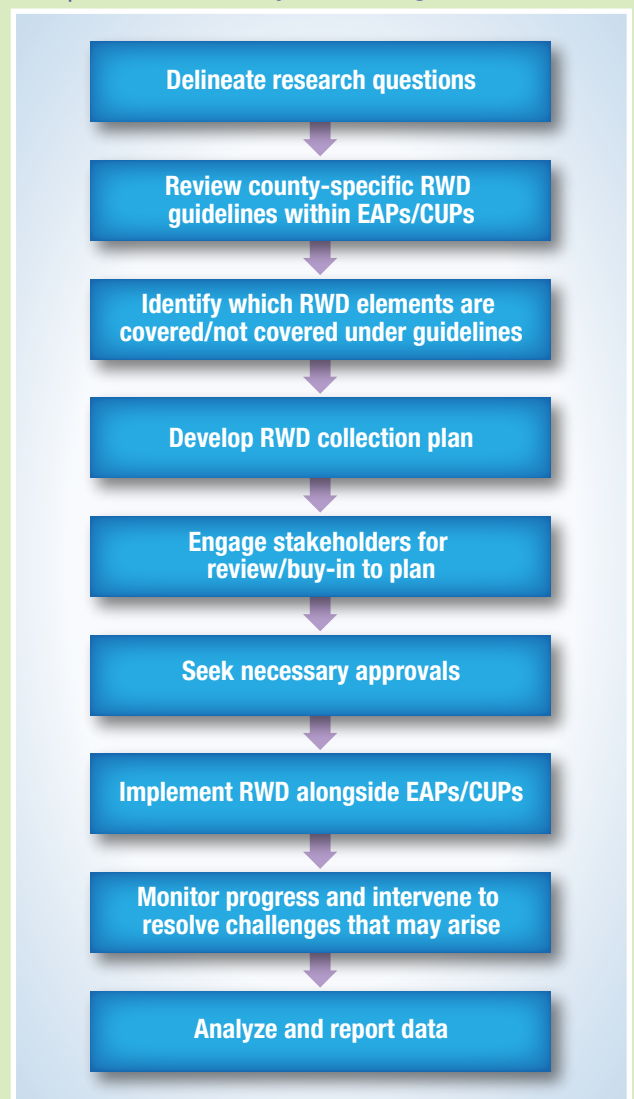 Delineate research questions
Review county-specific RWD
guidelines within EAPs/CUPs
Identify which RWD elements are
covered/not covered under guidelines
Develop RWD collection plan
Engage stakeholders for
review/buy-in to plan
Seek necessary approvals
Implement RWD alongside EAPs/CUPs
Monitor progress and intervene to
resolve challenges that may arise
Analyze and report data